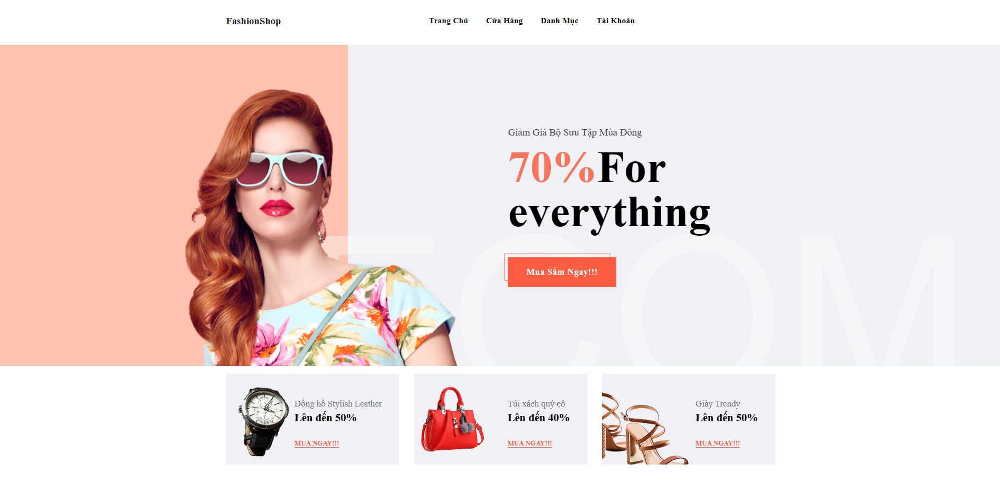 FashionShop
Trang Chủ
Cửa Hàng
Danh Mục
Tài Khoản
Giảm Giá Bộ Sưu Tập Mùa Đông
70%For
everything
Mua Sắm Ngay!!!
TCOM
Đồng hồ Stylish Leather
Lên đến 50%
MUA NGAY!!!
Túi xách quý cô
Lên đến 40%
MUA NGAY!!!
Giày Trendy
Lên đến 50%
MUA NGAY!!!